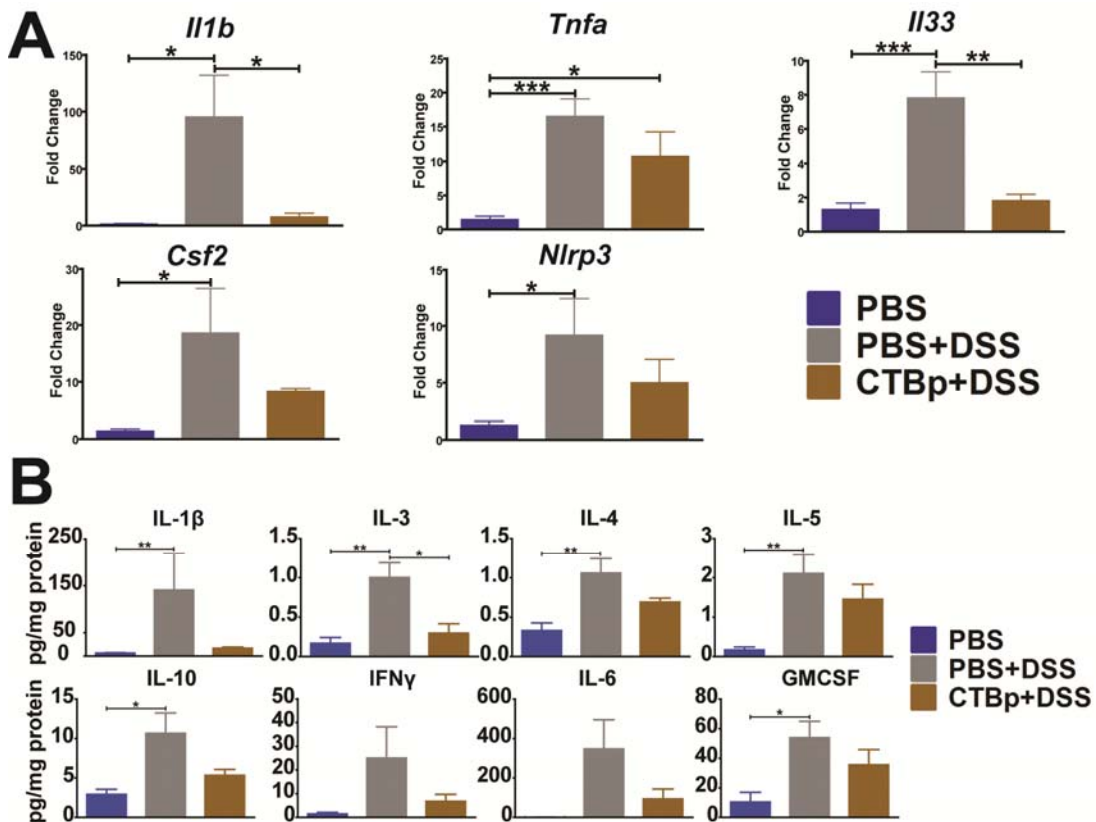 A
Il1b
Tnfa
Il33
Fold Change
150
100
50
0
*
*
Fold Change
25
20
15
10
5
0
***
*
Fold Change
10
8
6
4
2
0
***
**
Csf2
Nlrp3
Fold Change
30
20
10
0
*
Fold Change
15
10
5
0
*
PBS
PBS+DSS
CTBp+DSS
B
IL-1β
IL-3
IL-4
IL-5
pg/mg protein
250
150
50
0
**
1.5
1.0
0.5
0.0
**
*
1.5
1.0
0.5
0.0
**
3
2
1
0
**
PBS
PBS+DSS
CTBp+DSS
IL-10
IFNγ
IL-6
GMCSF
pg/mg protein
15
10
5
0
*
50
40
30
20
10
0
600
400
200
0
80
60
40
20
0
*